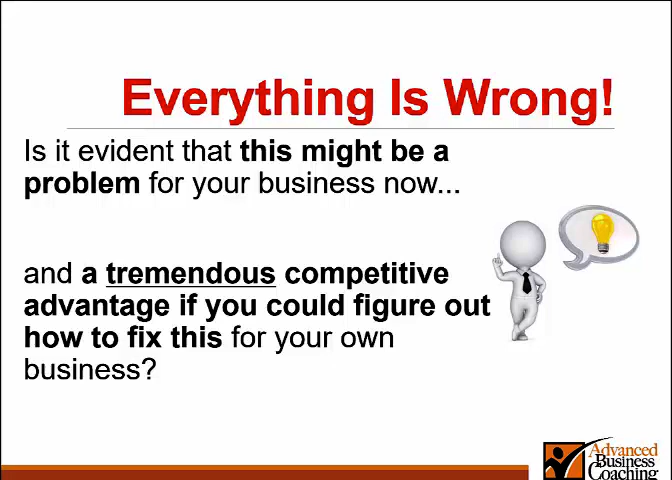 Everything Is Wrong!
Is it evident that this might be a
problem for your business now...
and a tremendous competitive
advantage if you could figure out
how to fix this for your own
business?
Advanced
Business
Coaching